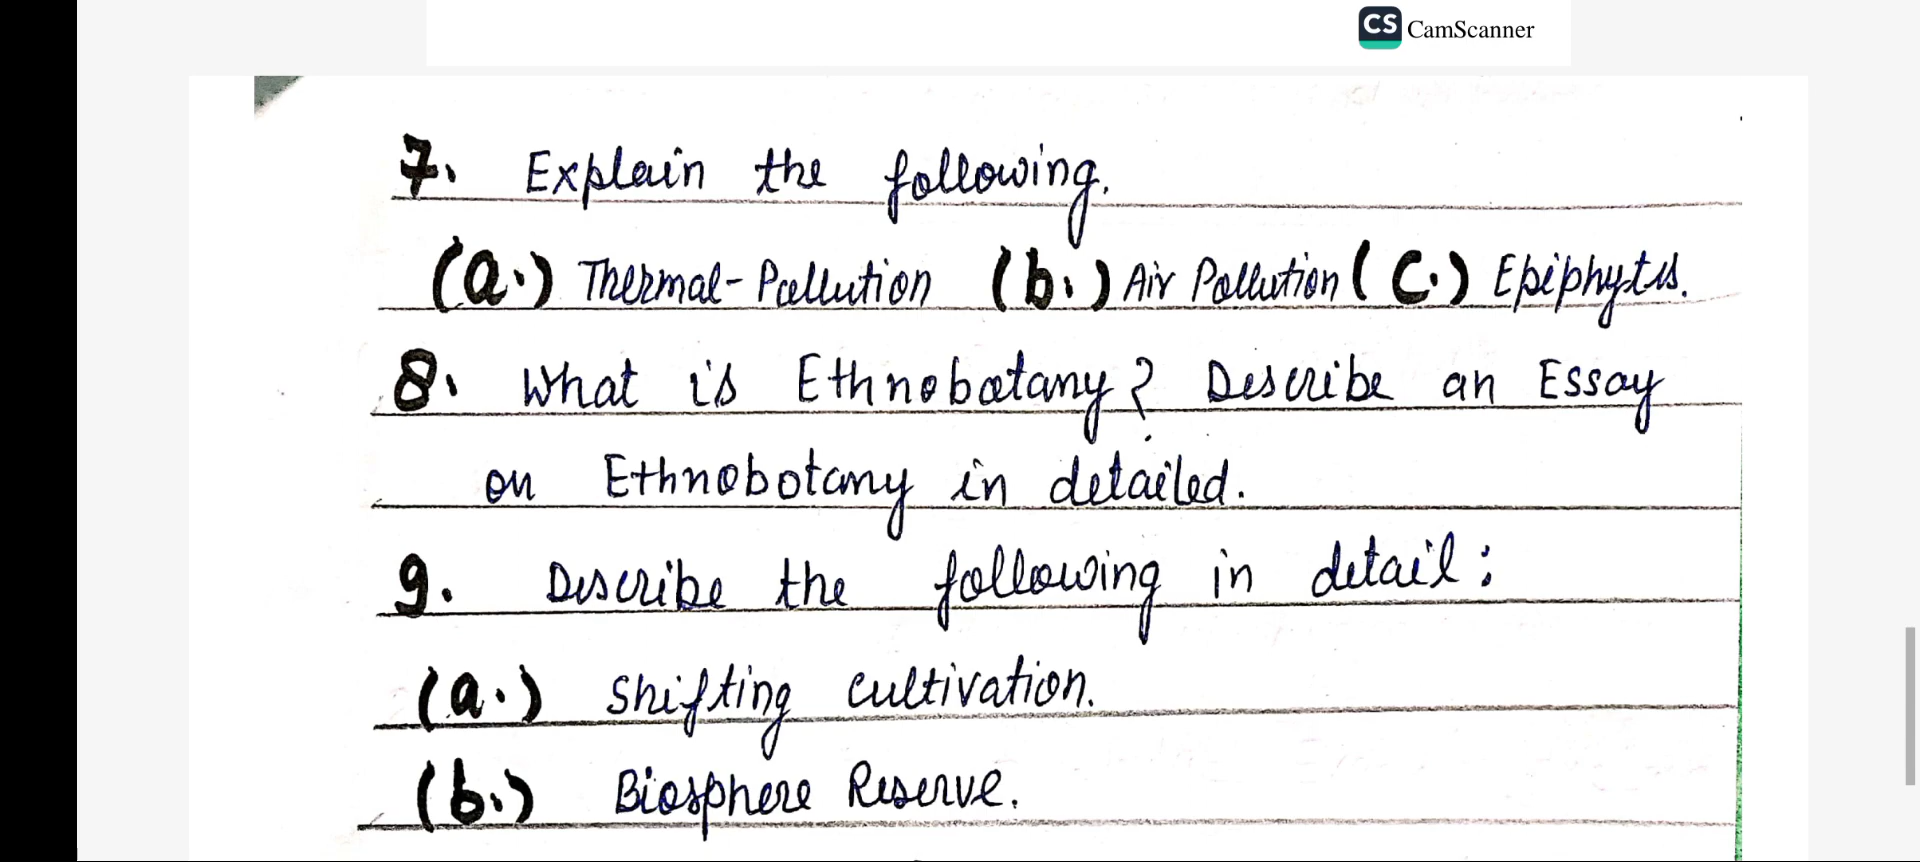 CS CamScanner
7. Explain the following.
(a.) Thermal-Pollution (b.) Air Pollution (C.) Epiphytes.
8. What is Ethnobotany? Describe an Essay
on Ethnobotany in detailed.
9. Describe the following in detail:
(a.) Shifting cultivation.
(b.) Biosphere Reserve.